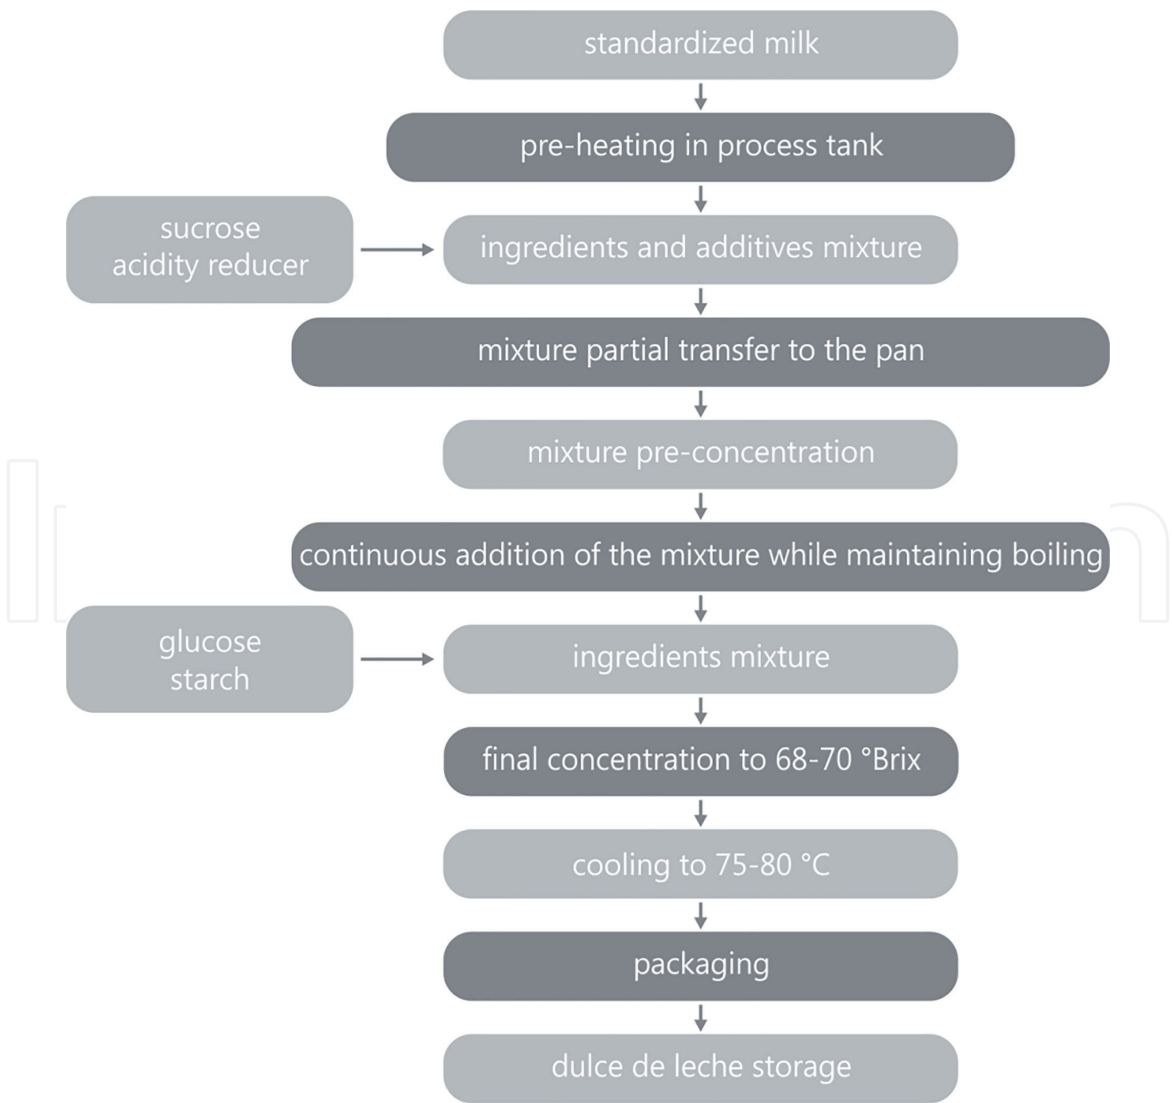 standardized milk
pre-heating in process tank
sucrose
acidity reducer
ingredients and additives mixture
mixture partial transfer to the pan
mixture pre-concentration
continuous addition of the mixture while maintaining boiling
glucose
starch
ingredients mixture
final concentration to 68-70 °Brix
cooling to 75-80 °C
packaging
dulce de leche storage